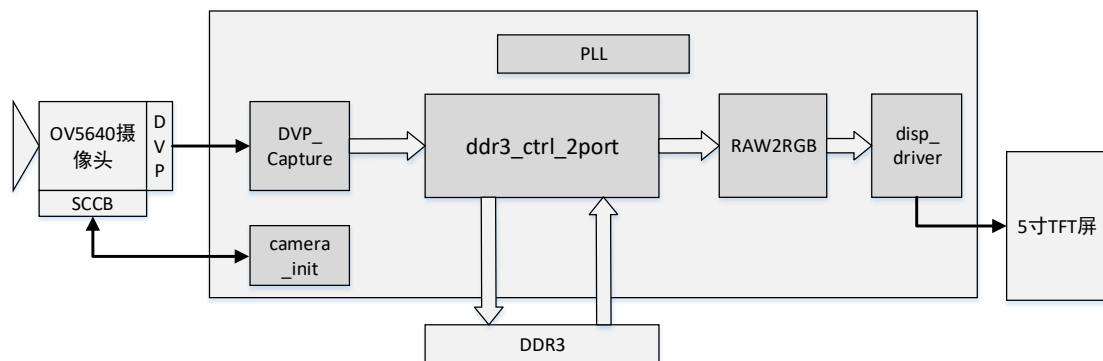 PLL
OV5640摄
像头
D
V
P
SCCB
DVP_
Capture
camera
_init
ddr3_ctrl_2port
RAW2RGB
disp_
driver
5寸TFT屏
DDR3